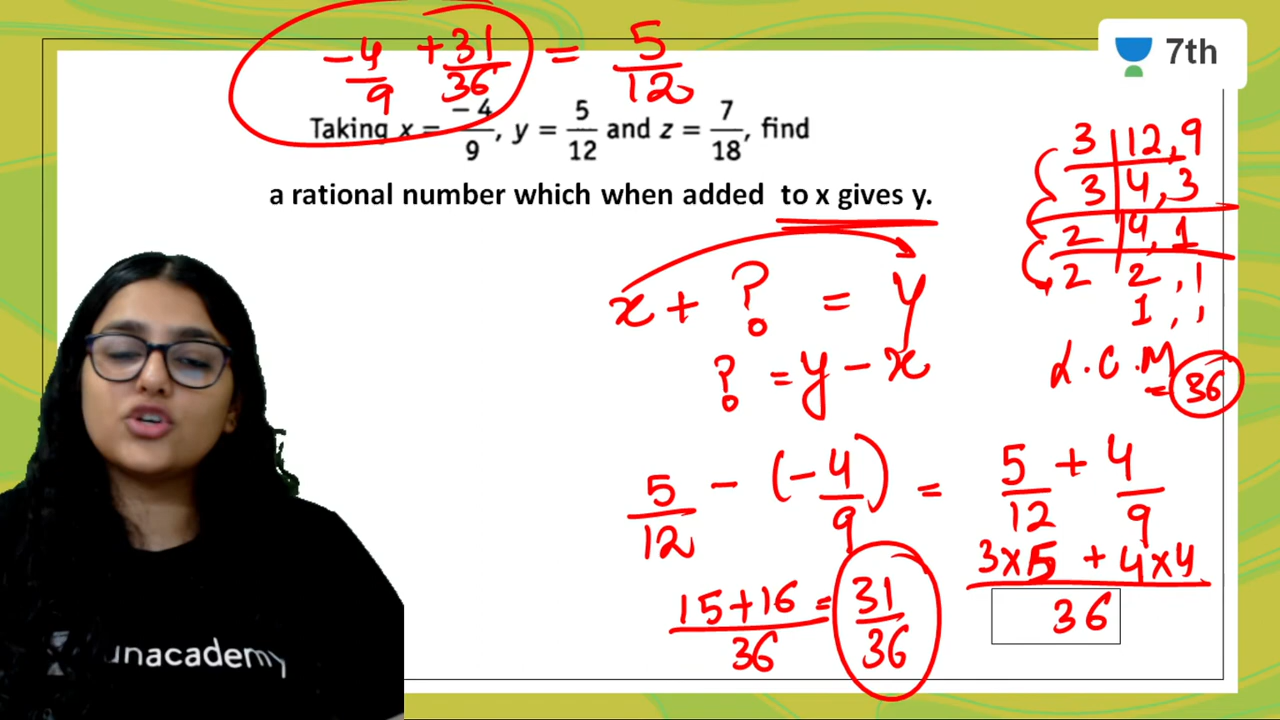 -4/9 + 31/36 = 5/12
7th
Taking x = -4/9, y = 5/12 and z = 7/18, find
a rational number which when added to x gives y.
3 | 12, 9
3 | 4, 3
2 | 4, 1
2 | 2, 1
1, 1
x + ? = y
? = y - x
L.C.M = 36
5/12 - (-4/9) = 5/12 + 4/9
3×5 + 4×4 / 36
15+16/36 = 31/36
unacademy